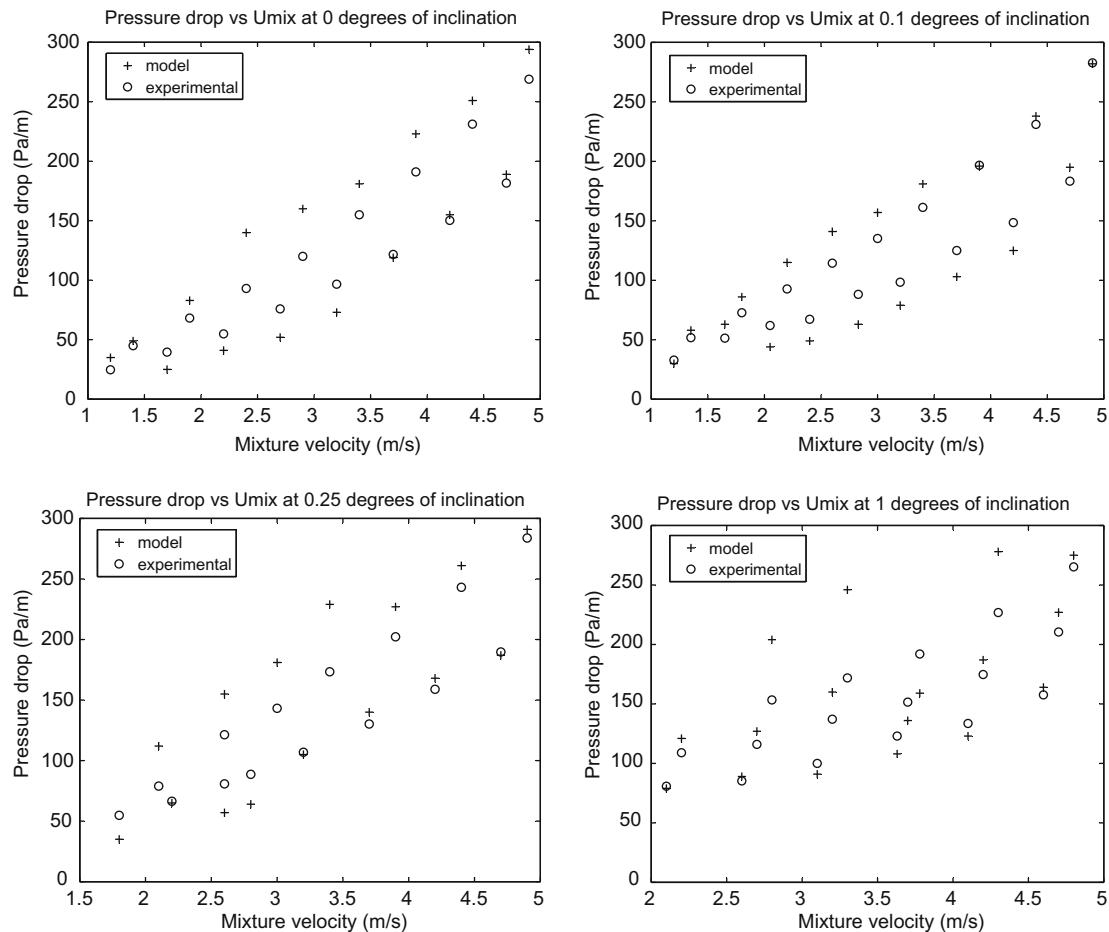 Pressure drop vs Umix at 0 degrees of inclination
300
250
200
150
100
50
0
Pressure drop (Pa/m)
model
experimental
1 1.5 2 2.5 3 3.5 4 4.5 5
Mixture velocity (m/s)
Pressure drop vs Umix at 0.1 degrees of inclination
300
250
200
150
100
50
0
Pressure drop (Pa/m)
model
experimental
1 1.5 2 2.5 3 3.5 4 4.5 5
Mixture velocity (m/s)
Pressure drop vs Umix at 0.25 degrees of inclination
300
250
200
150
100
50
0
Pressure drop (Pa/m)
model
experimental
1.5 2 2.5 3 3.5 4 4.5 5
Mixture velocity (m/s)
Pressure drop vs Umix at 1 degrees of inclination
300
250
200
150
100
50
0
Pressure drop (Pa/m)
model
experimental
2 2.5 3 3.5 4 4.5 5
Mixture velocity (m/s)